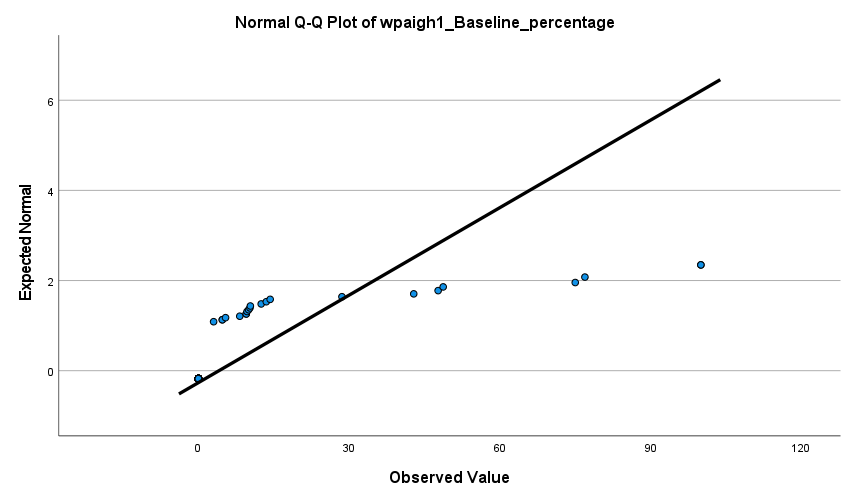 Normal Q-Q Plot of wpaigh1_Baseline_percentage
6
4
2
0
Expected Normal
0 30 60 90 120
Observed Value